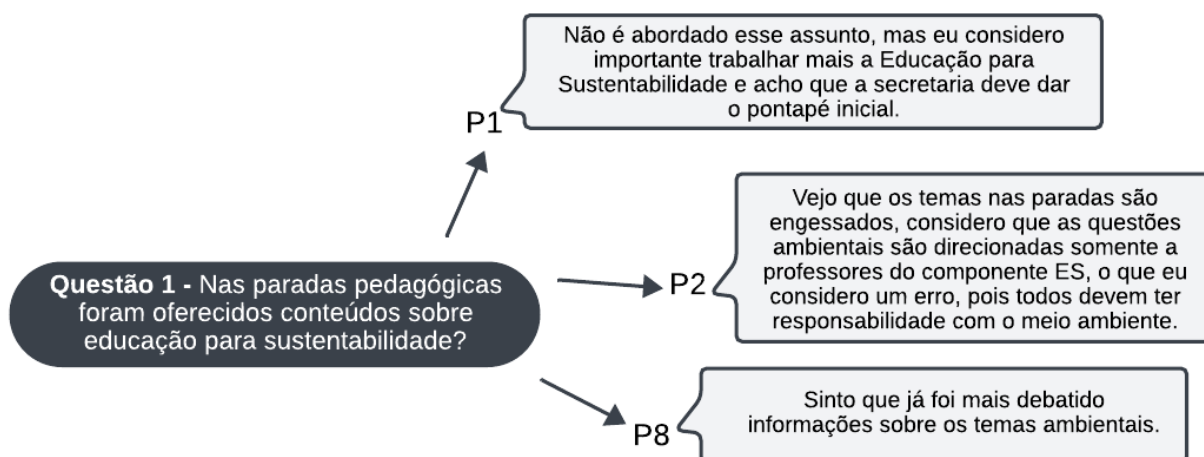 Não é abordado esse assunto, mas eu considero
importante trabalhar mais a Educação para
Sustentabilidade e acho que a secretaria deve dar
o pontapé inicial.
P1
Vejo que os temas nas paradas são
engessados, considero que as questões
ambientais são direcionadas somente a
professores do componente ES, o que eu
considero um erro, pois todos devem ter
responsabilidade com o meio ambiente.
P2
Questão 1 - Nas paradas pedagógicas
foram oferecidos conteúdos sobre
educação para sustentabilidade?
Sinto que já foi mais debatido
informações sobre os temas ambientais.
P8